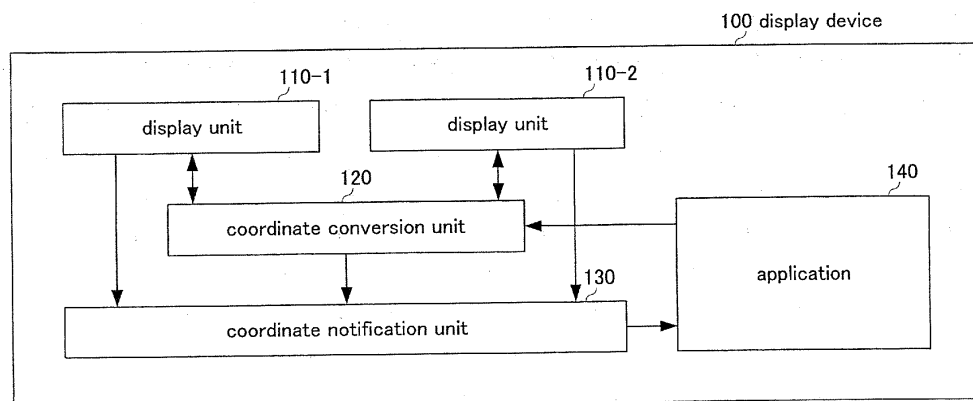 100 display device
110-1
110-2
display unit
display unit
120
140
coordinate conversion unit
application
130
coordinate notification unit